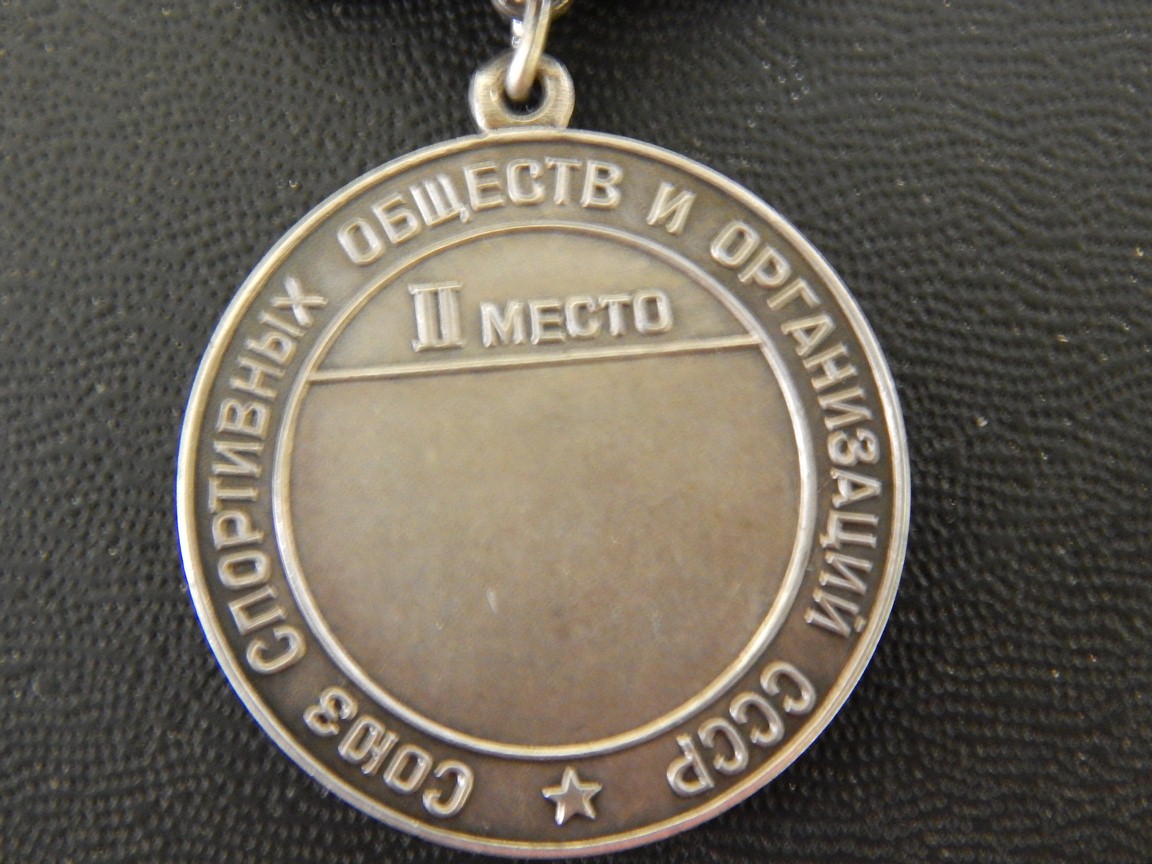 СОЮЗ СПОРТИВНЫХ ОБЩЕСТВ И ОРГАНИЗАЦИЙ СССР
II МЕСТО